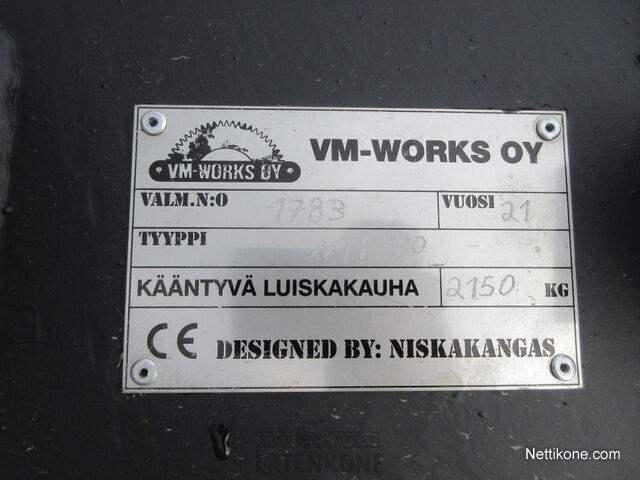 VM-WORKS OY
VM-WORKS OY
VALM.N:O 1783 VUOSI 21
TYYPPI
KÄÄNTYVÄ LUISKAKAUHA 2150 KG
CE DESIGNED BY: NISKAKANGAS
KONEMYYNTI
LATENKONE
Nettikone.com